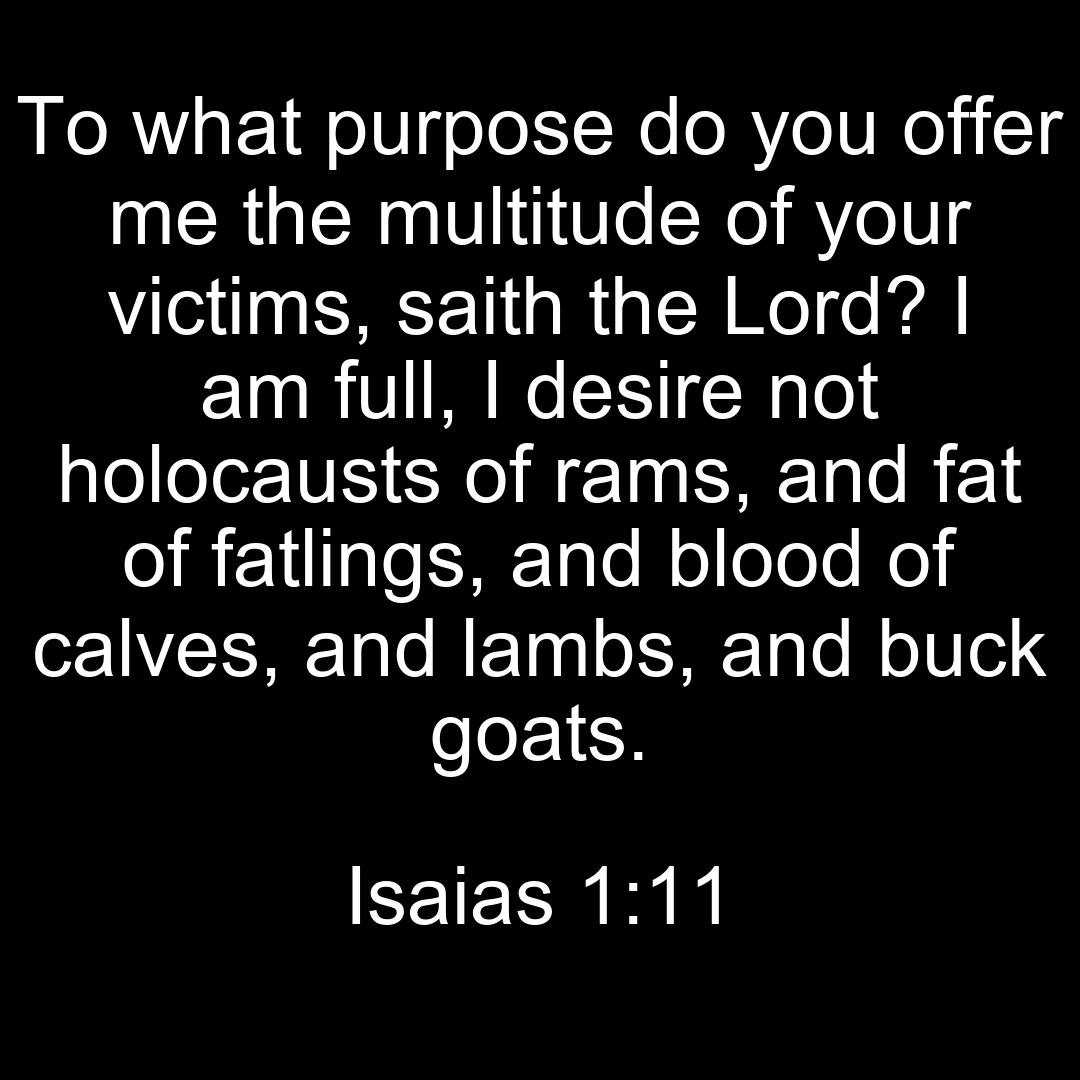 To what purpose do you offer
me the multitude of your
victims, saith the Lord? I
am full, I desire not
holocausts of rams, and fat
of fatlings, and blood of
calves, and lambs, and buck
goats.
Isaias 1:11